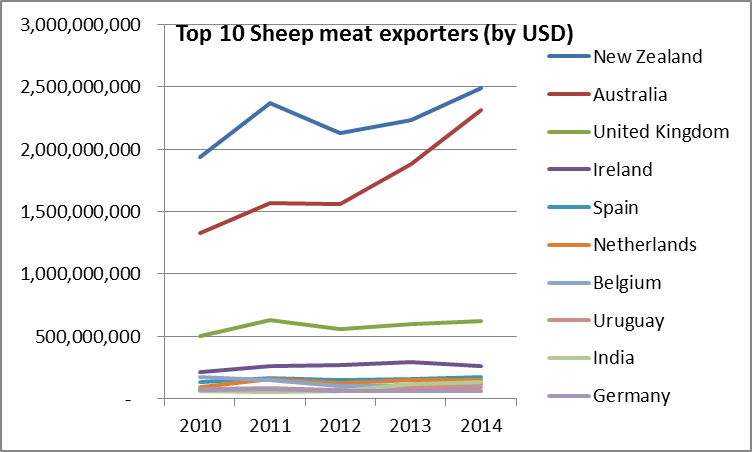 Top 10 Sheep meat exporters (by USD)
3,000,000,000
2,500,000,000
2,000,000,000
1,500,000,000
1,000,000,000
500,000,000
-
2010 2011 2012 2013 2014
New Zealand
Australia
United Kingdom
Ireland
Spain
Netherlands
Belgium
Uruguay
India
Germany